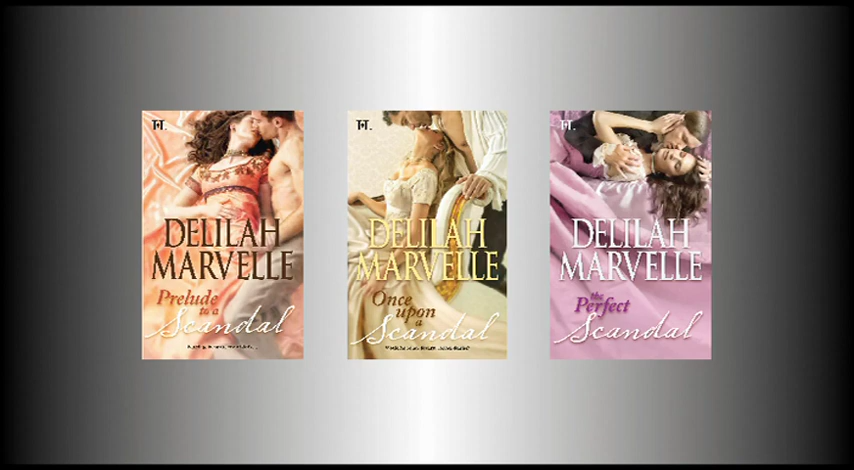 DELILAH
MARVELLE
Prelude
to a
Scandal
DELILAH
MARVELLE
Once
upon
a
Scandal
DELILAH
MARVELLE
the
Perfect
Scandal